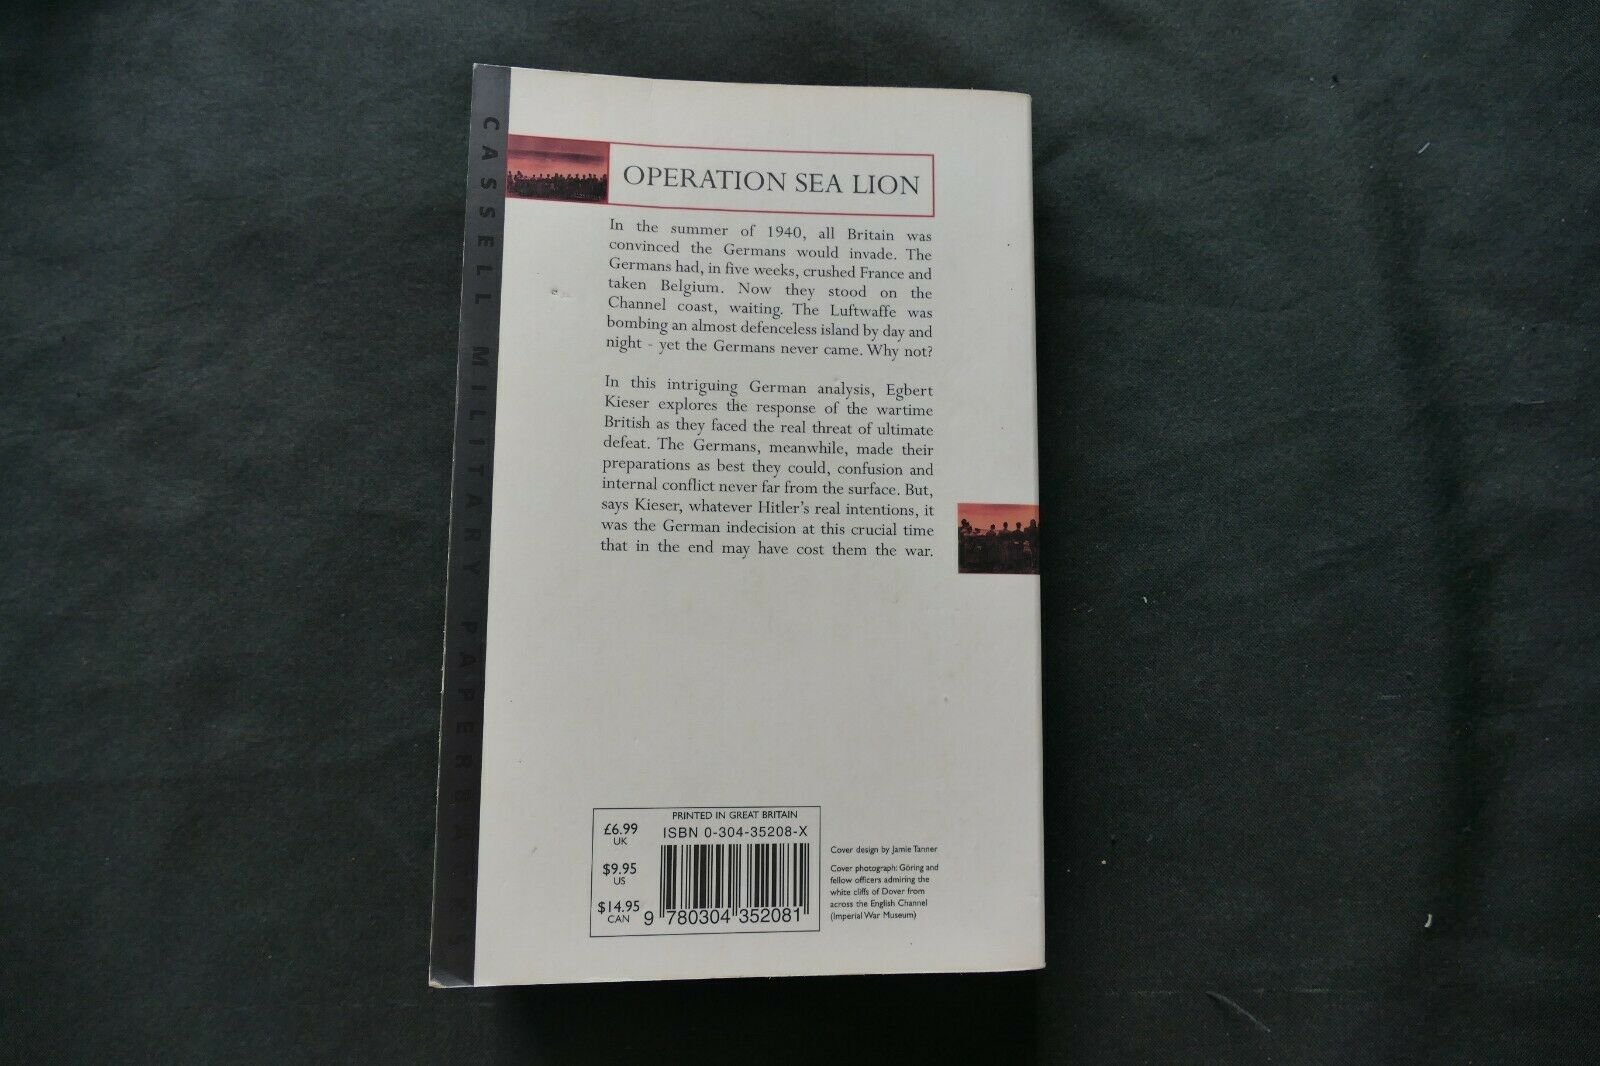 CASSELL MILITARY PAPERBACKS
OPERATION SEA LION
In the summer of 1940, all Britain was
convinced the Germans would invade. The
Germans had, in five weeks, crushed France and
taken Belgium. Now they stood on the
Channel coast, waiting. The Luftwaffe was
bombing an almost defenceless island by day and
night - yet the Germans never came. Why not?
In this intriguing German analysis, Egbert
Kieser explores the response of the wartime
British as they faced the real threat of ultimate
defeat. The Germans, meanwhile, made their
preparations as best they could, confusion and
internal conflict never far from the surface. But,
says Kieser, whatever Hitler's real intentions, it
was the German indecision at this crucial time
that in the end may have cost them the war.
PRINTED IN GREAT BRITAIN
£6.99
UK
$9.95
US
$14.95
CAN
ISBN 0-304-35208-X
9 780304 352081
Cover design by Jamie Tanner
Cover photograph: Göring and
fellow officers admiring the
white cliffs of Dover from
across the English Channel
(Imperial War Museum)